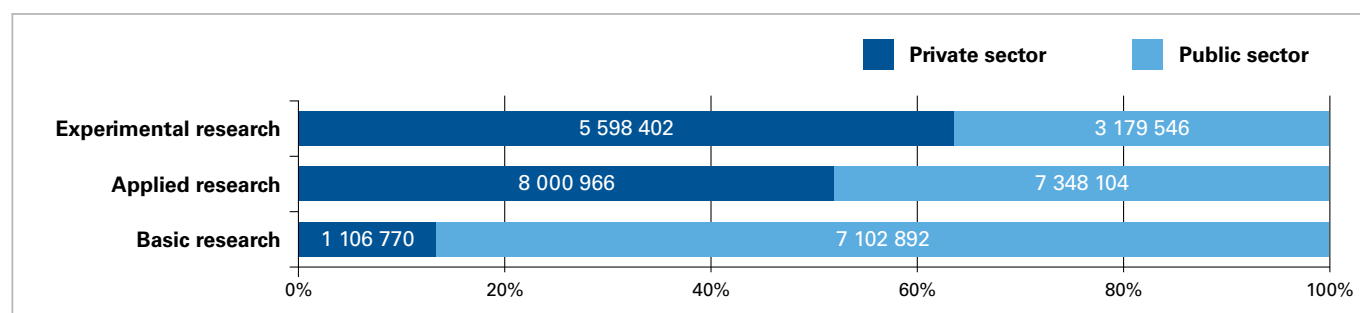 Private sector
Public sector
Experimental research
5 598 402
3 179 546
Applied research
8 000 966
7 348 104
Basic research
1 106 770
7 102 892
0%
20%
40%
60%
80%
100%